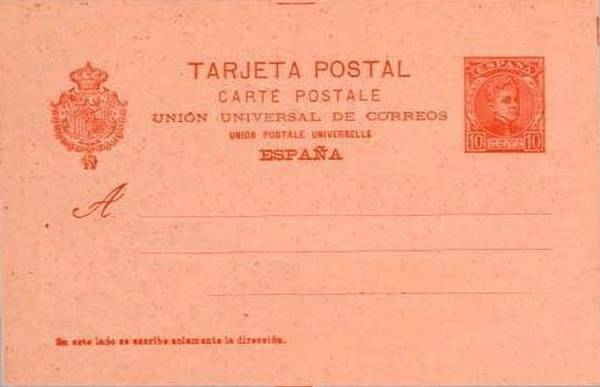 TARJETA POSTAL
CARTE POSTALE
UNIÓN UNIVERSAL DE CORREOS
UNION POSTALE UNIVERSELLE
ESPAÑA
ESPAÑA
10 CENTS 10
A
En este lado se escribe solamente la dirección.